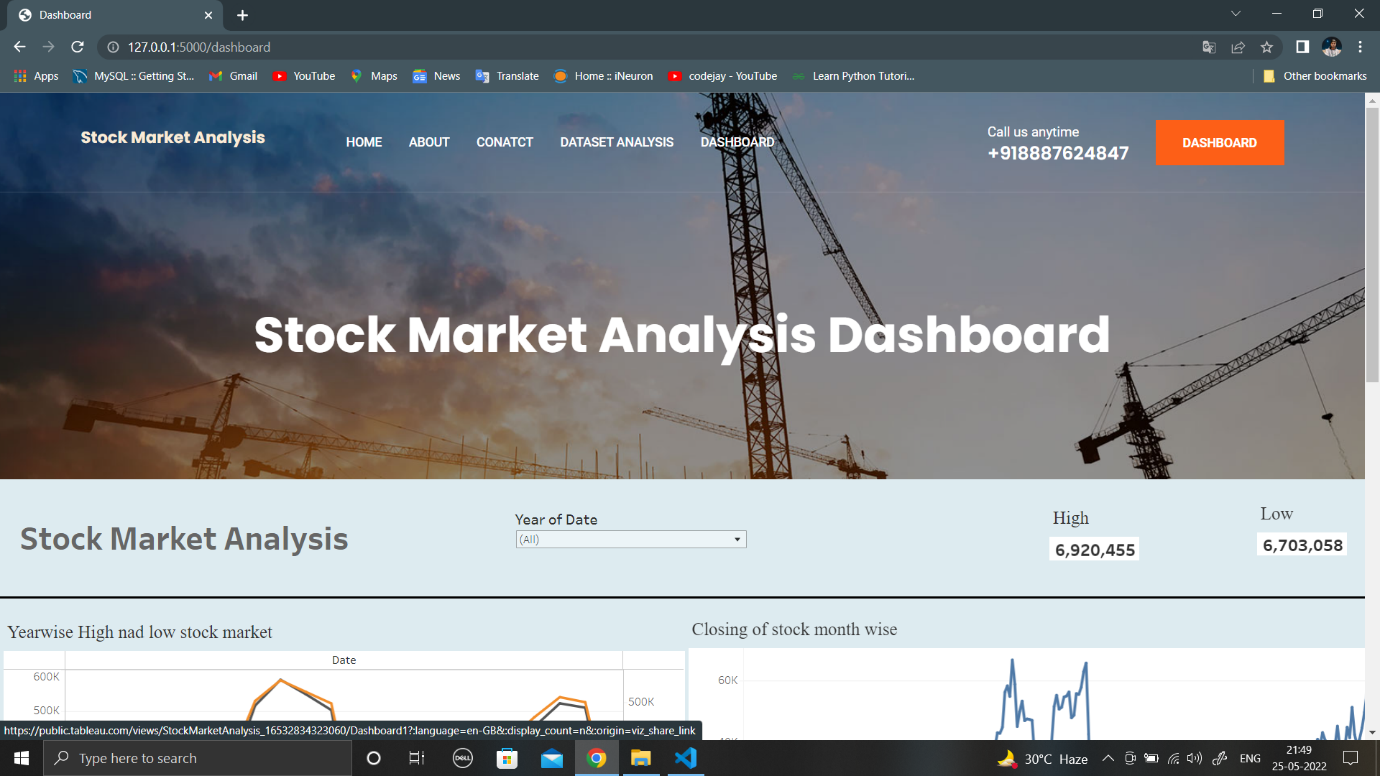 Dashboard
127.0.0.1:5000/dashboard
Apps MySQL :: Getting St... Gmail YouTube Maps News Translate Home :: iNeuron codejay - YouTube Learn Python Tutori... Other bookmarks
Stock Market Analysis
HOME ABOUT CONATCT DATASET ANALYSIS DASHBOARD
Call us anytime
+918887624847
DASHBOARD
Stock Market Analysis Dashboard
Stock Market Analysis
Year of Date
(All)
High
6,920,455
Low
6,703,058
Yearwise High nad low stock market
Date
600K
500K
500K
Closing of stock month wise
60K
https://public.tableau.com/views/StockMarketAnalysis_16532834323060/Dashboard1?:language=en-GB&:display_count=n&:origin=viz_share_link
Type here to search
DELL
30°C Haze
ENG
21:49
25-05-2022